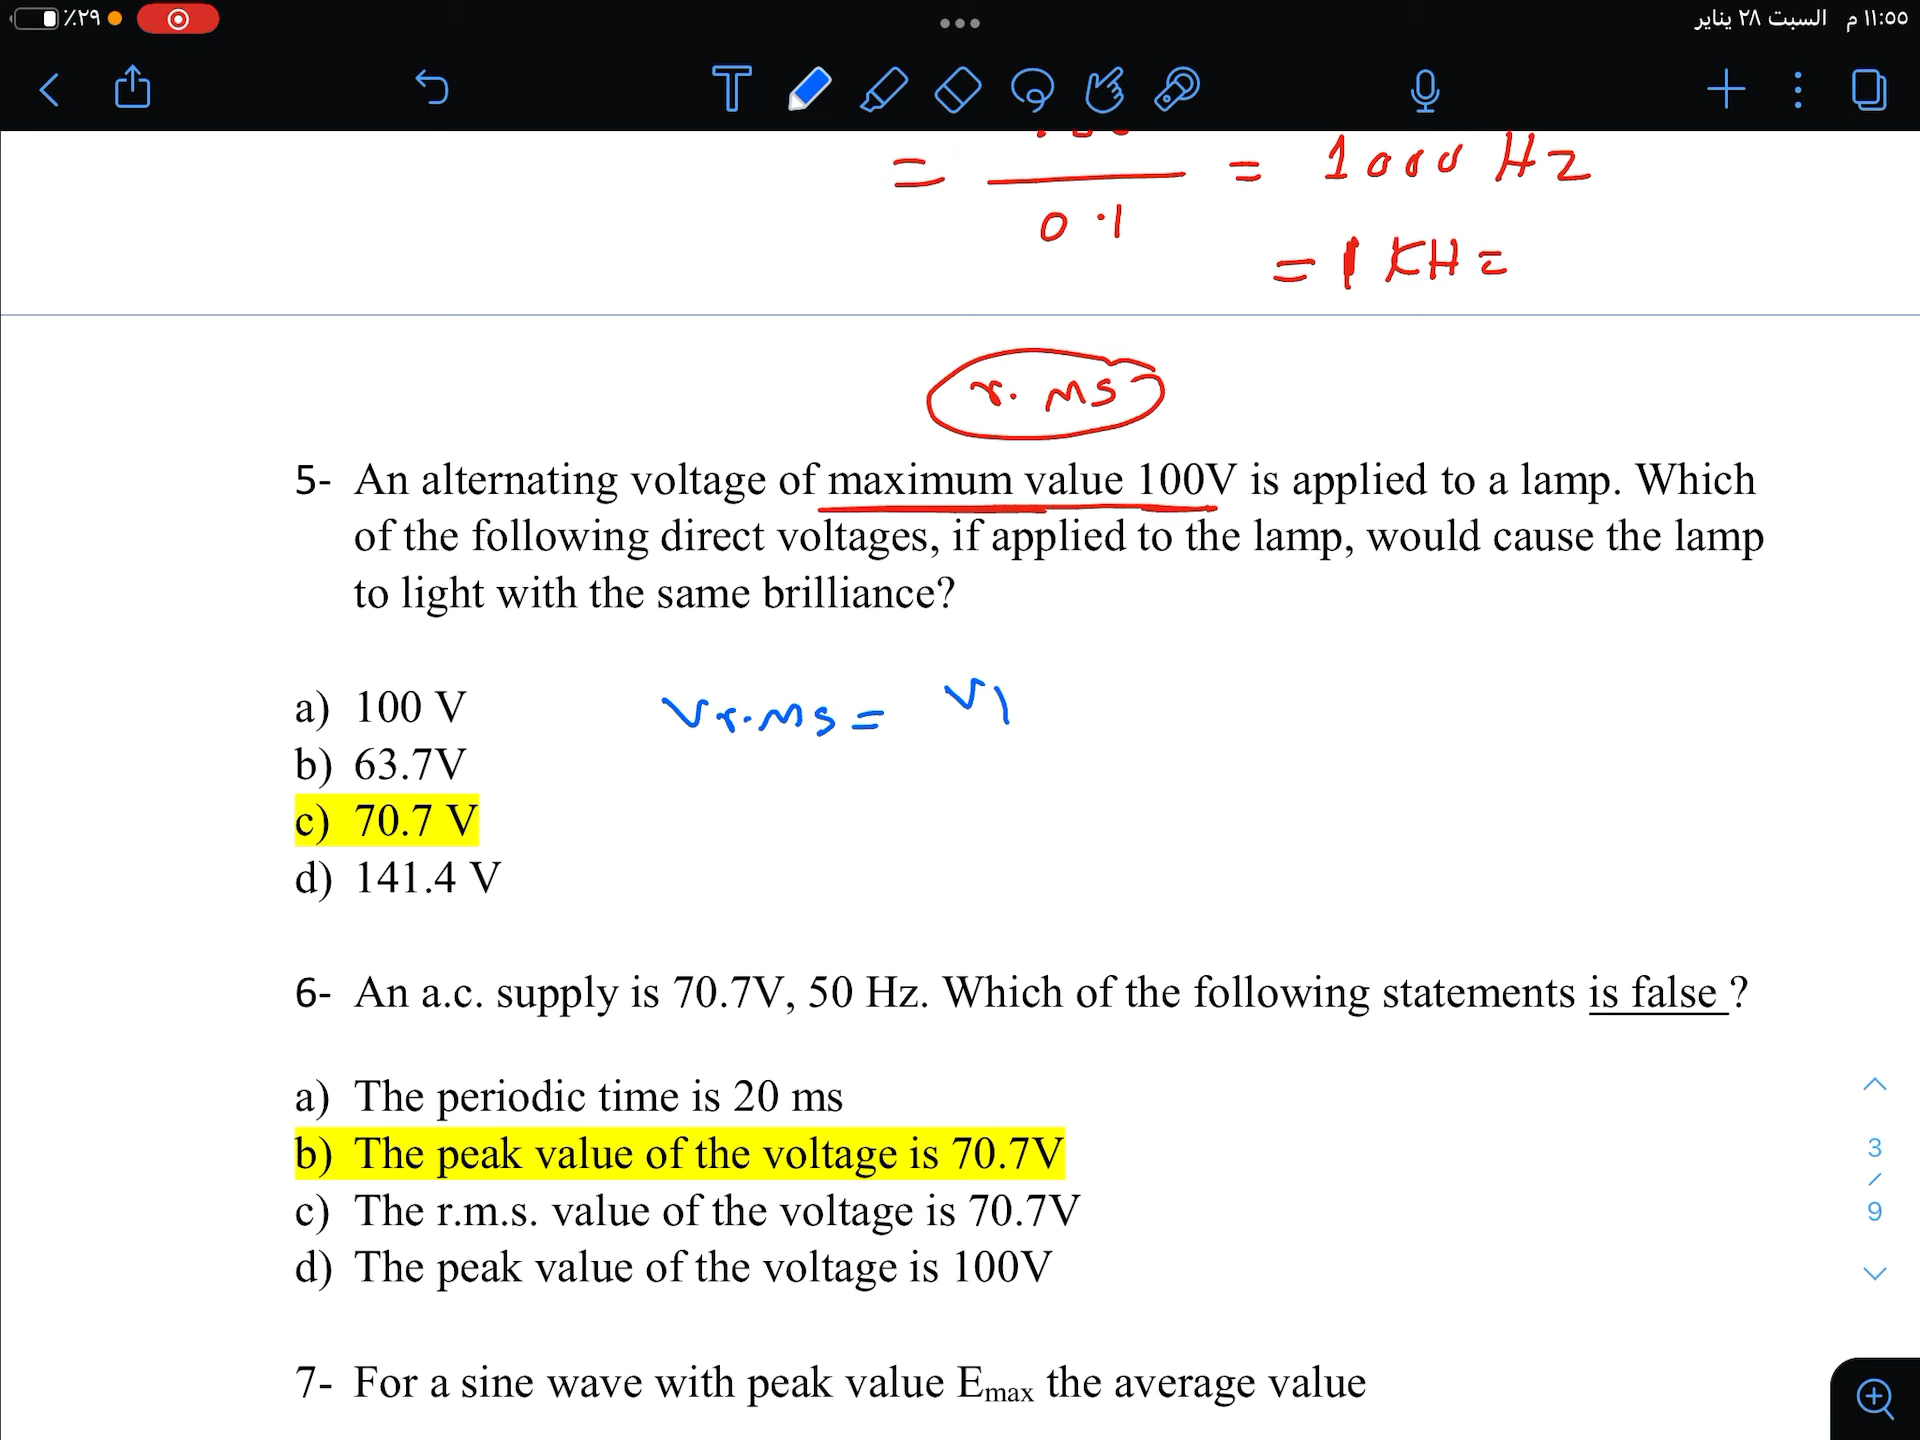 ٪٢٩
١١:٥٥ م السبت ٢٨ يناير
= 0.1 = 1000 Hz
= 1 KHz
r.ms
5- An alternating voltage of maximum value 100V is applied to a lamp. Which
of the following direct voltages, if applied to the lamp, would cause the lamp
to light with the same brilliance?
a) 100 V
Vr.ms = V
b) 63.7V
c) 70.7 V
d) 141.4 V
6- An a.c. supply is 70.7V, 50 Hz. Which of the following statements is false ?
a) The periodic time is 20 ms
b) The peak value of the voltage is 70.7V
c) The r.m.s. value of the voltage is 70.7V
d) The peak value of the voltage is 100V
3
/
9
7- For a sine wave with peak value Emax the average value